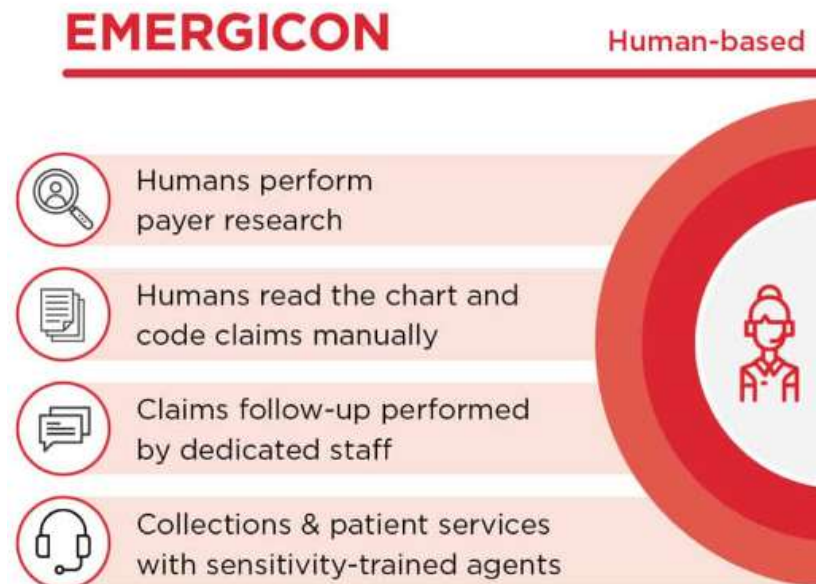 EMERGICON
Human-based
Humans perform
payer research
Humans read the chart and
code claims manually
Claims follow-up performed
by dedicated staff
Collections & patient services
with sensitivity-trained agents